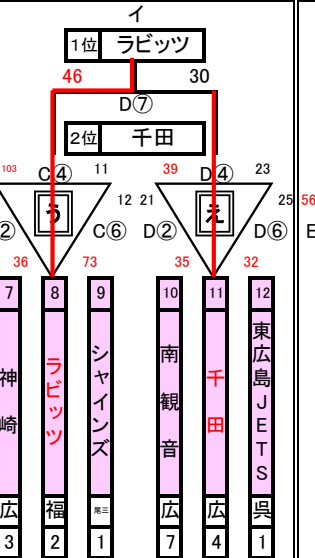 イ
1位 ラビッツ
46 30
D⑦
2位 千田
103 C④ 11 39 D④ 23
う え
② 12 C⑥ 21 D② 25 D⑥ 56 E
36 73 35 32
7 8 9 10 11 12
神崎 ラビッツ シャインズ 南観音 千田 東広島JETS
広 福 尾三 広 広 呉
3 2 1 7 4 1